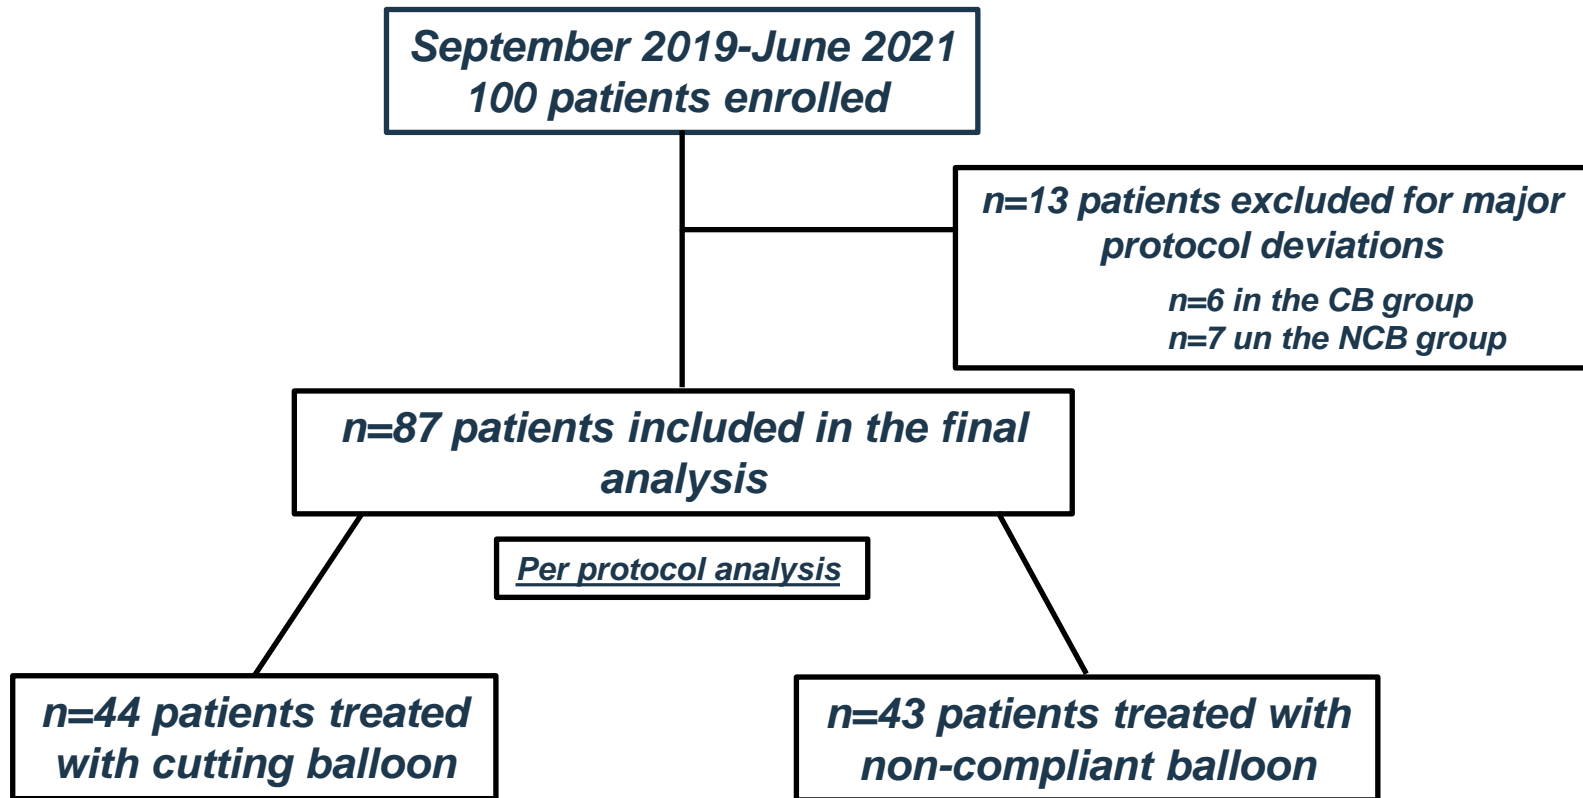 September 2019-June 2021
100 patients enrolled
n=13 patients excluded for major
protocol deviations
n=6 in the CB group
n=7 un the NCB group
n=87 patients included in the final
analysis
Per protocol analysis
n=44 patients treated
with cutting balloon
n=43 patients treated with
non-compliant balloon